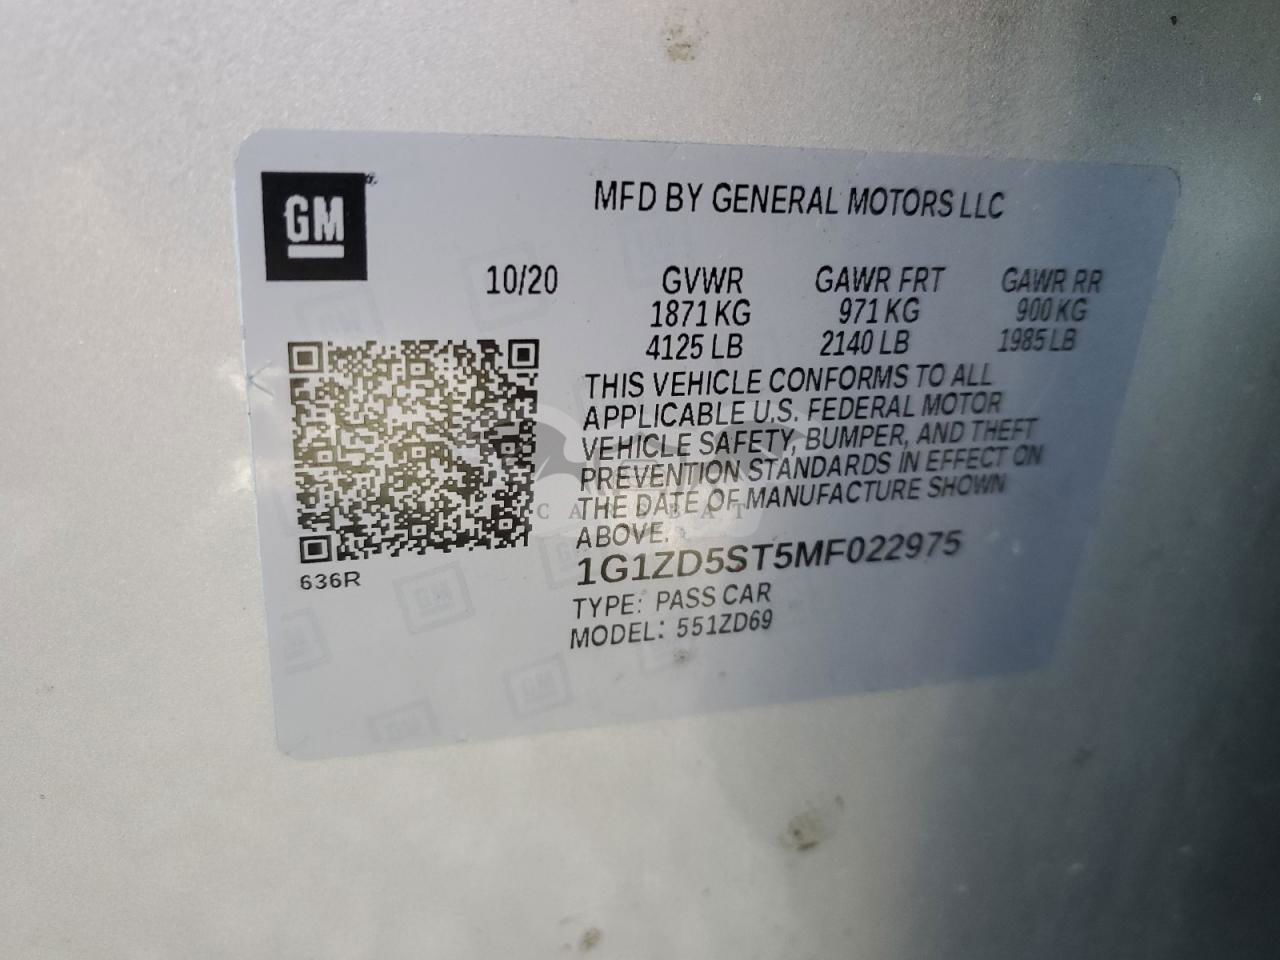 GM
MFD BY GENERAL MOTORS LLC
10/20 GVWR GAWR FRT GAWR RR
1871 KG 971 KG 900 KG
4125 LB 2140 LB 1985 LB
THIS VEHICLE CONFORMS TO ALL
APPLICABLE U.S. FEDERAL MOTOR
VEHICLE SAFETY, BUMPER, AND THEFT
PREVENTION STANDARDS IN EFFECT ON
THE DATE OF MANUFACTURE SHOWN
ABOVE.
1G1ZD5ST5MF022975
TYPE: PASS CAR
MODEL: 551ZD69
636R